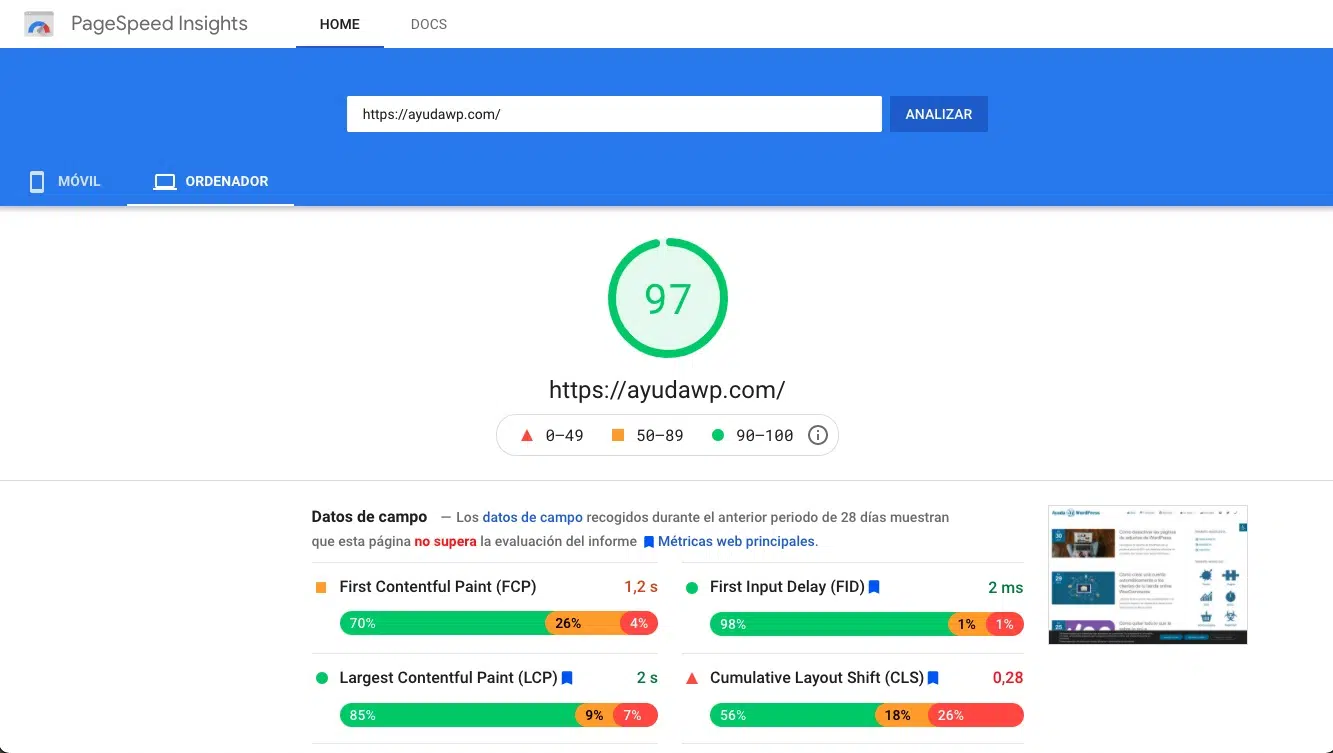 PageSpeed Insights
HOME
DOCS
https://ayudawp.com/
ANALIZAR
MÓVIL
ORDENADOR
97
https://ayudawp.com/
0–49
50–89
90–100
Datos de campo — Los datos de campo recogidos durante el anterior periodo de 28 días muestran
que esta página no supera la evaluación del informe Métricas web principales.
First Contentful Paint (FCP) 1,2 s
70% 26% 4%
First Input Delay (FID) 2 ms
98% 1% 1%
Largest Contentful Paint (LCP) 2 s
85% 9% 7%
Cumulative Layout Shift (CLS) 0,28
56% 18% 26%